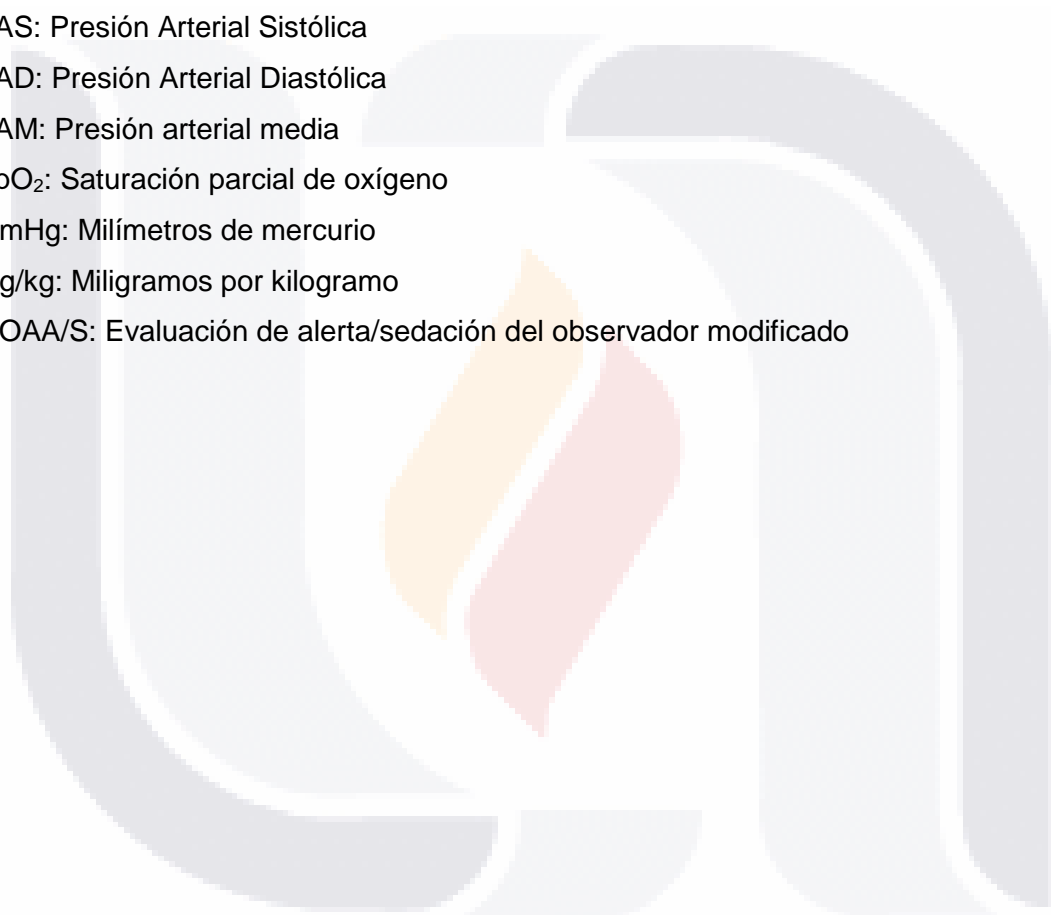 AS: Presión Arterial Sistólica
AD: Presión Arterial Diastólica
AM: Presión arterial media
oO₂: Saturación parcial de oxígeno
mHg: Milímetros de mercurio
g/kg: Miligramos por kilogramo
OAA/S: Evaluación de alerta/sedación del observador modificado